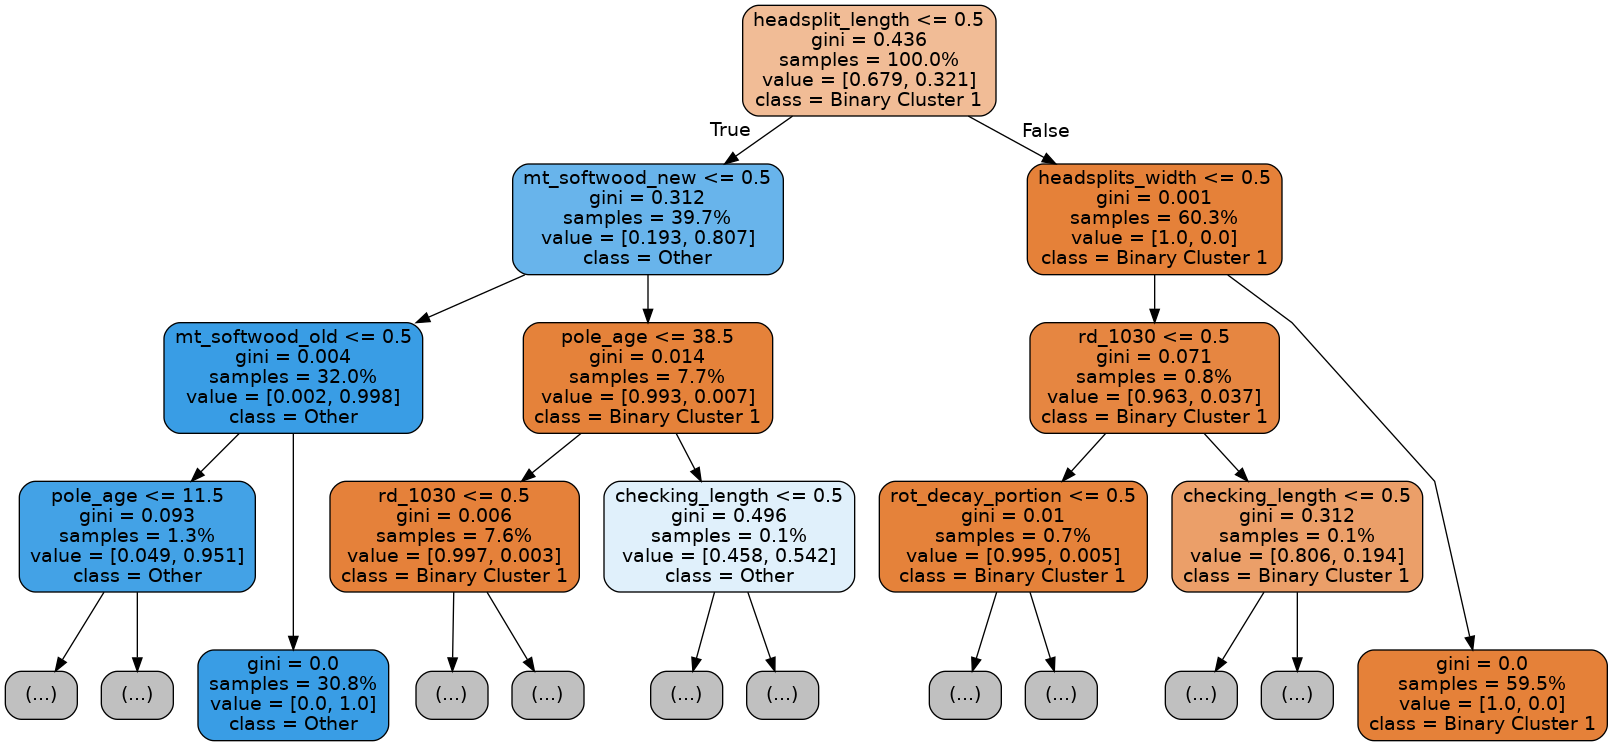 headsplit_length <= 0.5
gini = 0.436
samples = 100.0%
value = [0.679, 0.321]
class = Binary Cluster 1
True
False
mt_softwood_new <= 0.5
gini = 0.312
samples = 39.7%
value = [0.193, 0.807]
class = Other
headsplits_width <= 0.5
gini = 0.001
samples = 60.3%
value = [1.0, 0.0]
class = Binary Cluster 1
mt_softwood_old <= 0.5
gini = 0.004
samples = 32.0%
value = [0.002, 0.998]
class = Other
pole_age <= 38.5
gini = 0.014
samples = 7.7%
value = [0.993, 0.007]
class = Binary Cluster 1
rd_1030 <= 0.5
gini = 0.071
samples = 0.8%
value = [0.963, 0.037]
class = Binary Cluster 1
pole_age <= 11.5
gini = 0.093
samples = 1.3%
value = [0.049, 0.951]
class = Other
rd_1030 <= 0.5
gini = 0.006
samples = 7.6%
value = [0.997, 0.003]
class = Binary Cluster 1
checking_length <= 0.5
gini = 0.496
samples = 0.1%
value = [0.458, 0.542]
class = Other
rot_decay_portion <= 0.5
gini = 0.01
samples = 0.7%
value = [0.995, 0.005]
class = Binary Cluster 1
checking_length <= 0.5
gini = 0.312
samples = 0.1%
value = [0.806, 0.194]
class = Binary Cluster 1
(...)
(...)
gini = 0.0
samples = 30.8%
value = [0.0, 1.0]
class = Other
(...)
(...)
(...)
(...)
(...)
(...)
(...)
(...)
gini = 0.0
samples = 59.5%
value = [1.0, 0.0]
class = Binary Cluster 1